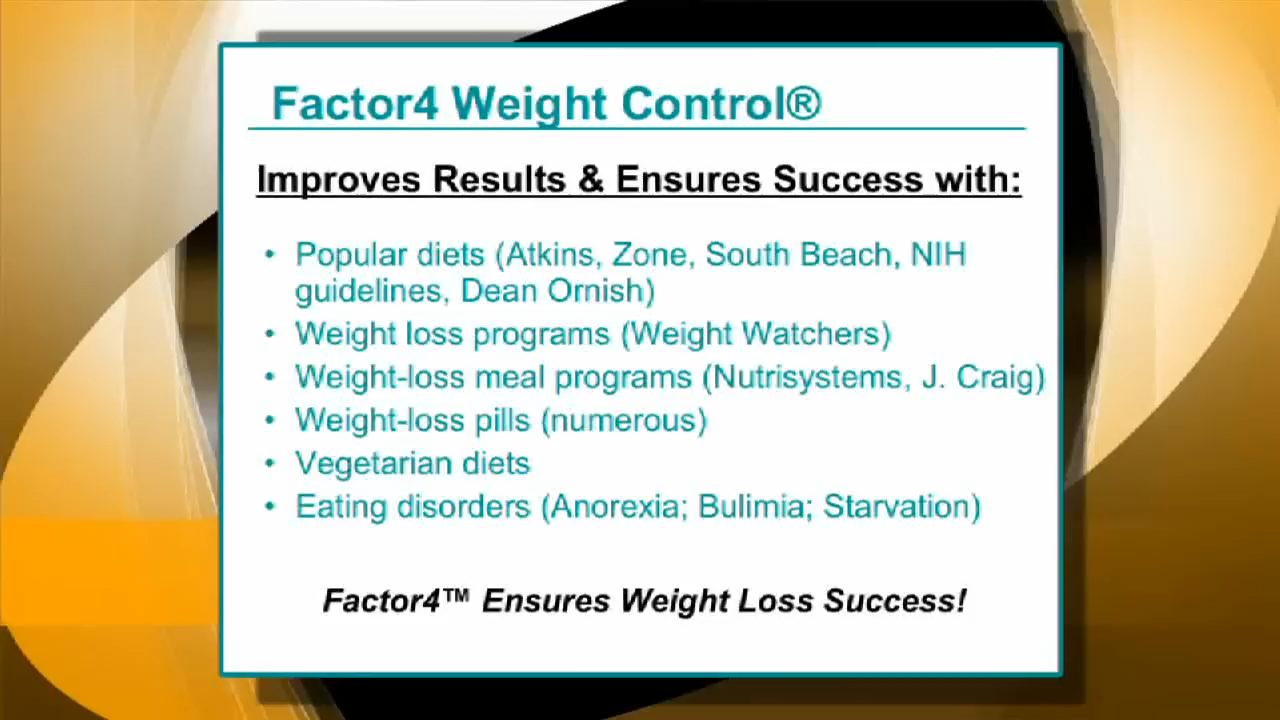 Factor4 Weight Control®
Improves Results & Ensures Success with:
• Popular diets (Atkins, Zone, South Beach, NIH
guidelines, Dean Ornish)
• Weight loss programs (Weight Watchers)
• Weight-loss meal programs (Nutrisystems, J. Craig)
• Weight-loss pills (numerous)
• Vegetarian diets
• Eating disorders (Anorexia; Bulimia; Starvation)
Factor4™ Ensures Weight Loss Success!